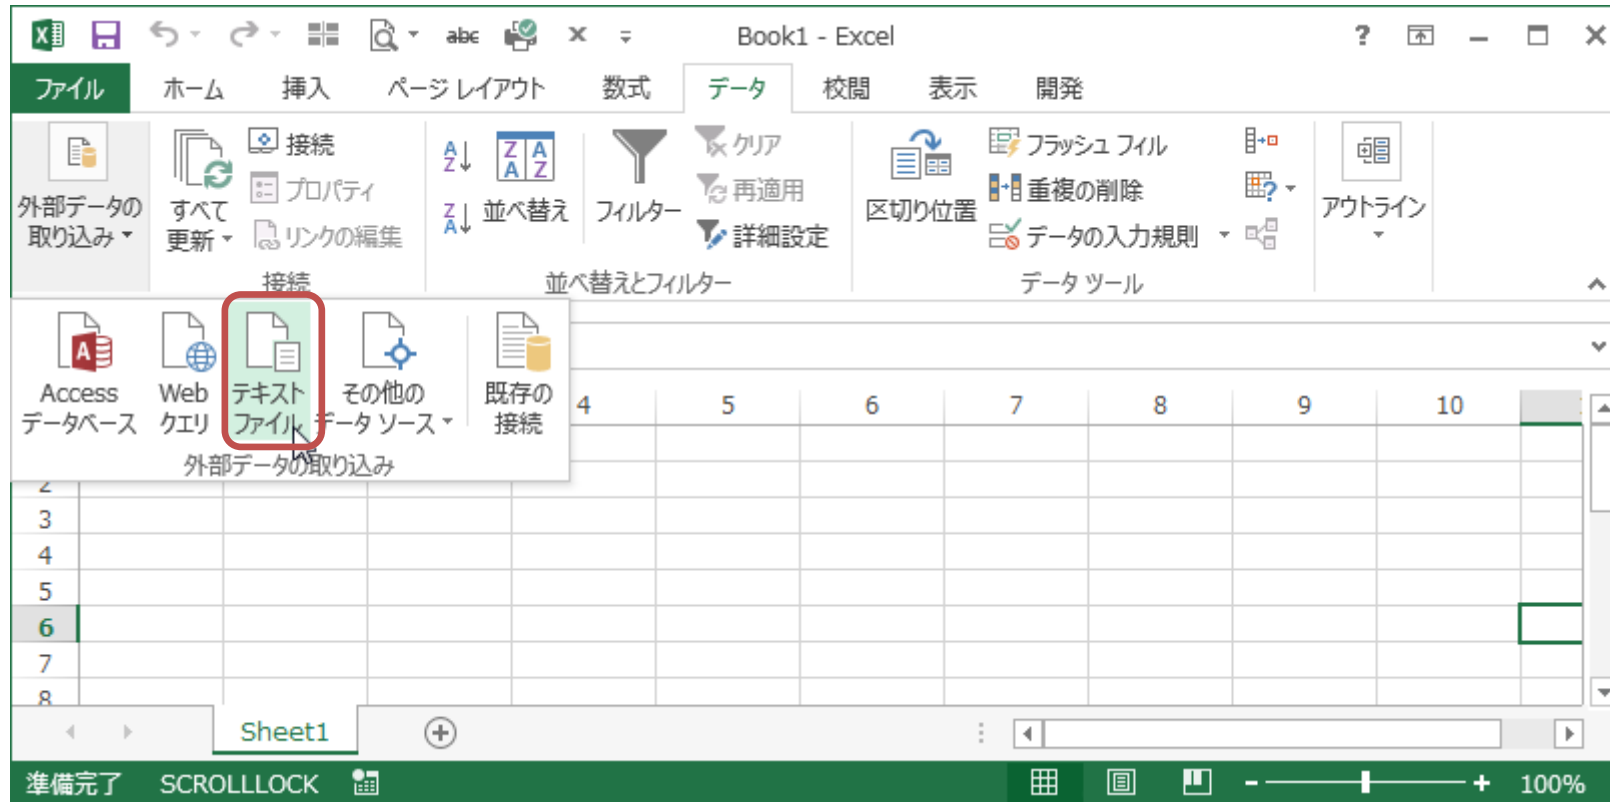 abc Book1 - Excel ?
ファイル ホーム 挿入 ページ レイアウト 数式 データ 校閲 表示 開発
外部データの
取り込み
すべて
更新
接続
プロパティ
リンクの編集
接続
並べ替え
フィルター
クリア
再適用
詳細設定
並べ替えとフィルター
区切り位置
フラッシュ フィル
重複の削除
データの入力規則
データ ツール
アウトライン
Access
データベース
Web
クエリ
テキスト
ファイル
その他の
データ ソース
既存の
接続
外部データの取り込み
4 5 6 7 8 9 10
2
3
4
5
6
7
8
Sheet1
準備完了 SCROLLLOCK 100%